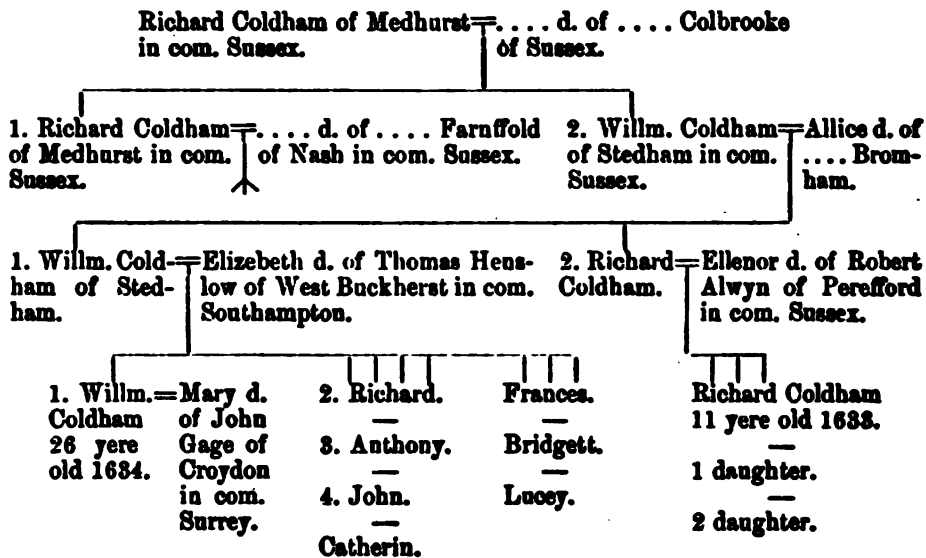 Richard Coldham of Medhurst=.... d. of .... Colbrooke
in com. Sussex. of Sussex.
1. Richard Coldham=.... d. of .... Farnffold
of Medhurst in com. of Nash in com. Sussex.
Sussex.
2. Willm. Coldham=Allice d. of
of Stedham in com. .... Brom-
Sussex. ham.
1. Willm. Cold-=Elizebeth d. of Thomas Hens-
ham of Sted- low of West Buckherst in com.
ham. Southampton.
2. Richard=Ellenor d. of Robert
Coldham. Alwyn of Perefford
in com. Sussex.
1. Willm.=Mary d.
Coldham of John
26 yere Gage of
old 1634. Croydon
in com.
Surrey.
2. Richard.
—
3. Anthony.
—
4. John.
—
Catherin.
Frances.
—
Bridgett.
—
Lucey.
Richard Coldham
11 yere old 1633.
—
1 daughter.
—
2 daughter.